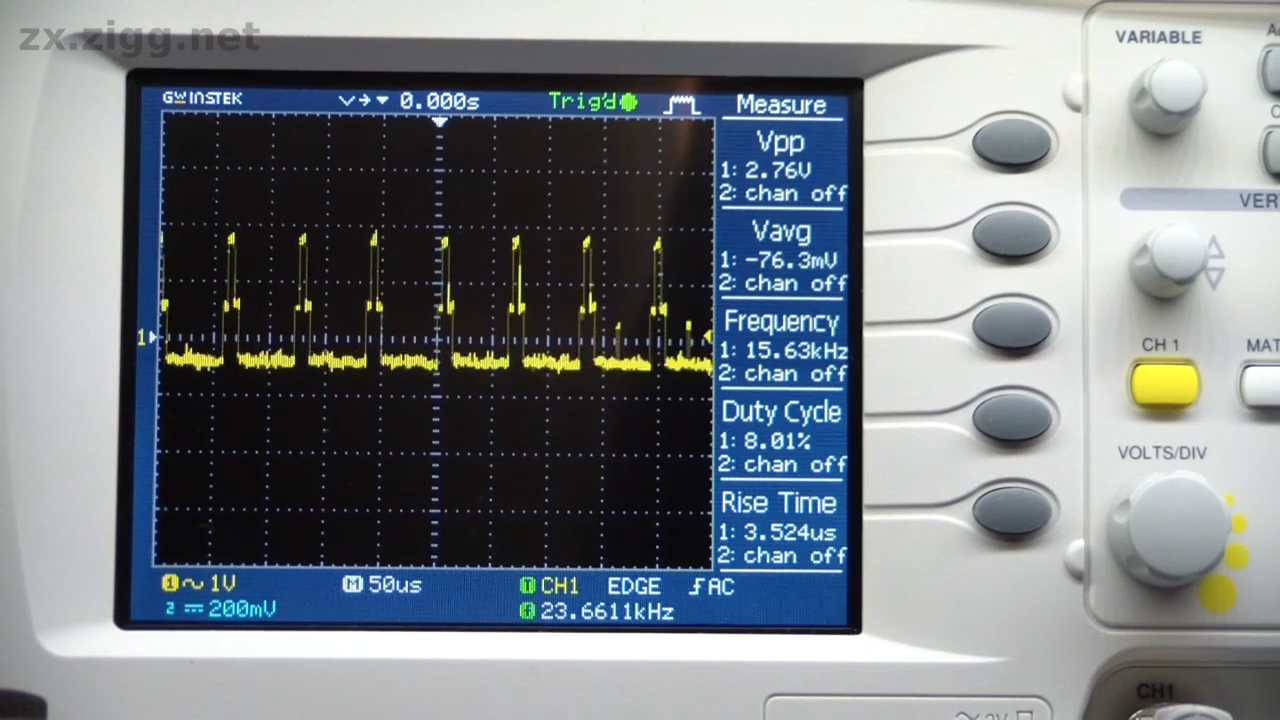 zx.zigg.net
GW INSTEK
0.000s
Trig'd
Measure
Vpp
1: 2.76V
2: chan off
Vavg
1: -76.3mV
2: chan off
Frequency
1: 15.63kHz
2: chan off
Duty Cycle
1: 8.01%
2: chan off
Rise Time
1: 3.524us
2: chan off
1
1 1V
M 50us
T CH1 EDGE AC
2 200mV
23.6611kHz
VARIABLE
VER
CH 1
MAT
VOLTS/DIV
CH1